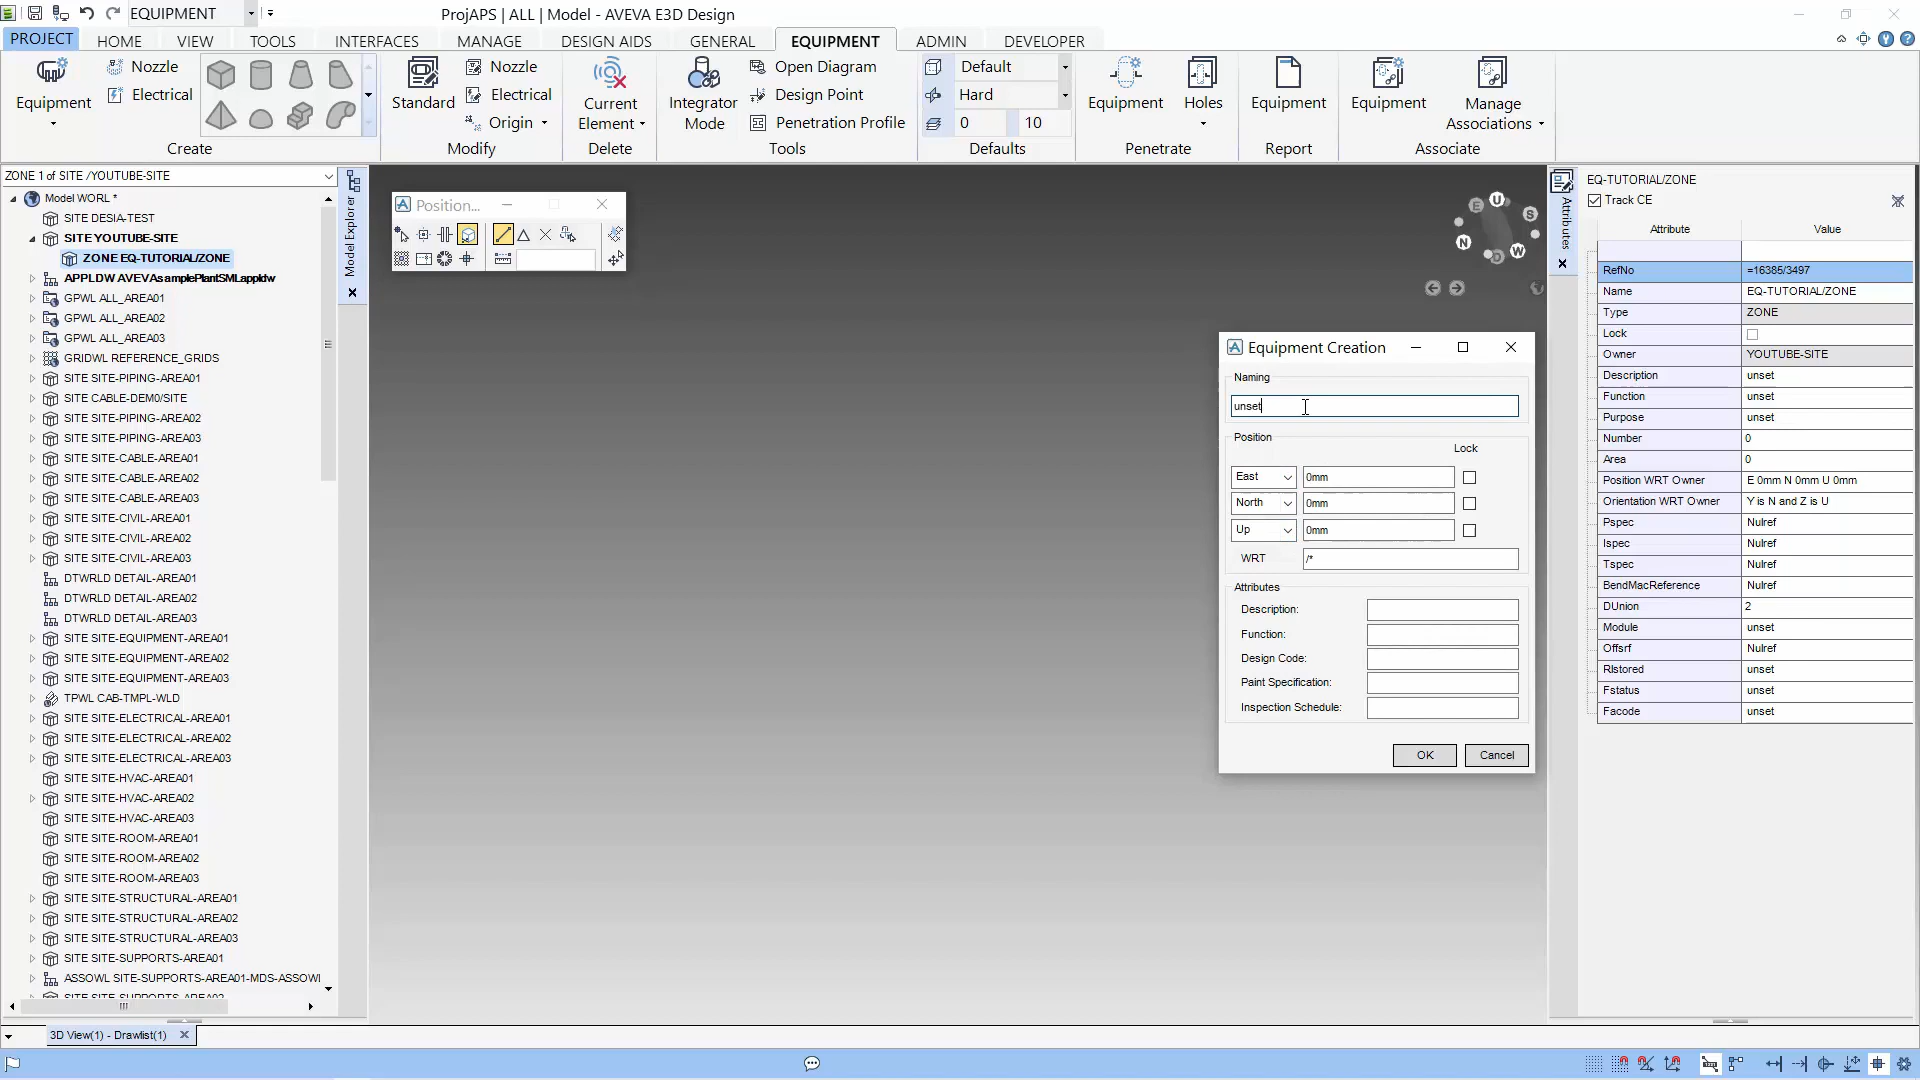 EQUIPMENT
ProjAPS | ALL | Model - AVEVA E3D Design
PROJECT HOME VIEW TOOLS INTERFACES MANAGE DESIGN AIDS GENERAL EQUIPMENT ADMIN DEVELOPER
Equipment
Nozzle
Electrical
Create
Standard
Nozzle
Electrical
Origin
Modify
Current Element
Delete
Integrator Mode
Open Diagram
Design Point
Penetration Profile
Tools
Default
Hard
0 10
Defaults
Equipment
Holes
Penetrate
Equipment
Report
Equipment
Manage Associations
Associate
ZONE 1 of SITE /YOUTUBE-SITE
Model WORL *
SITE DESIA-TEST
SITE YOUTUBE-SITE
ZONE EQ-TUTORIAL/ZONE
APPLDW AVEVAsamplePlantSMLappldw
GPWL ALL_AREA01
GPWL ALL_AREA02
GPWL ALL_AREA03
GRIDWL REFERENCE_GRIDS
SITE SITE-PIPING-AREA01
SITE CABLE-DEM0/SITE
SITE SITE-PIPING-AREA02
SITE SITE-PIPING-AREA03
SITE SITE-CABLE-AREA01
SITE SITE-CABLE-AREA02
SITE SITE-CABLE-AREA03
SITE SITE-CIVIL-AREA01
SITE SITE-CIVIL-AREA02
SITE SITE-CIVIL-AREA03
DTWRLD DETAIL-AREA01
DTWRLD DETAIL-AREA02
DTWRLD DETAIL-AREA03
SITE SITE-EQUIPMENT-AREA01
SITE SITE-EQUIPMENT-AREA02
SITE SITE-EQUIPMENT-AREA03
TPWL CAB-TMPL-WLD
SITE SITE-ELECTRICAL-AREA01
SITE SITE-ELECTRICAL-AREA02
SITE SITE-ELECTRICAL-AREA03
SITE SITE-HVAC-AREA01
SITE SITE-HVAC-AREA02
SITE SITE-HVAC-AREA03
SITE SITE-ROOM-AREA01
SITE SITE-ROOM-AREA02
SITE SITE-ROOM-AREA03
SITE SITE-STRUCTURAL-AREA01
SITE SITE-STRUCTURAL-AREA02
SITE SITE-STRUCTURAL-AREA03
SITE SITE-SUPPORTS-AREA01
ASSOWL SITE-SUPPORTS-AREA01-MDS-ASSOWL
SITE SITE-SUPPORTS-AREA02
Model Explorer
Position...
E U S N D W
Equipment Creation
Naming
unset
Position
Lock
East 0mm
North 0mm
Up 0mm
WRT /*
Attributes
Description:
Function:
Design Code:
Paint Specification:
Inspection Schedule:
OK Cancel
Attributes
EQ-TUTORIAL/ZONE
Track CE
Attribute Value
RefNo =16385/3497
Name EQ-TUTORIAL/ZONE
Type ZONE
Lock
Owner YOUTUBE-SITE
Description unset
Function unset
Purpose unset
Number 0
Area 0
Position WRT Owner E 0mm N 0mm U 0mm
Orientation WRT Owner Y is N and Z is U
Pspec Nulref
Ispec Nulref
Tspec Nulref
BendMacReference Nulref
DUnion 2
Module unset
Offsrf Nulref
Rlstored unset
Fstatus unset
Facode unset
3D View(1) - Drawlist(1)